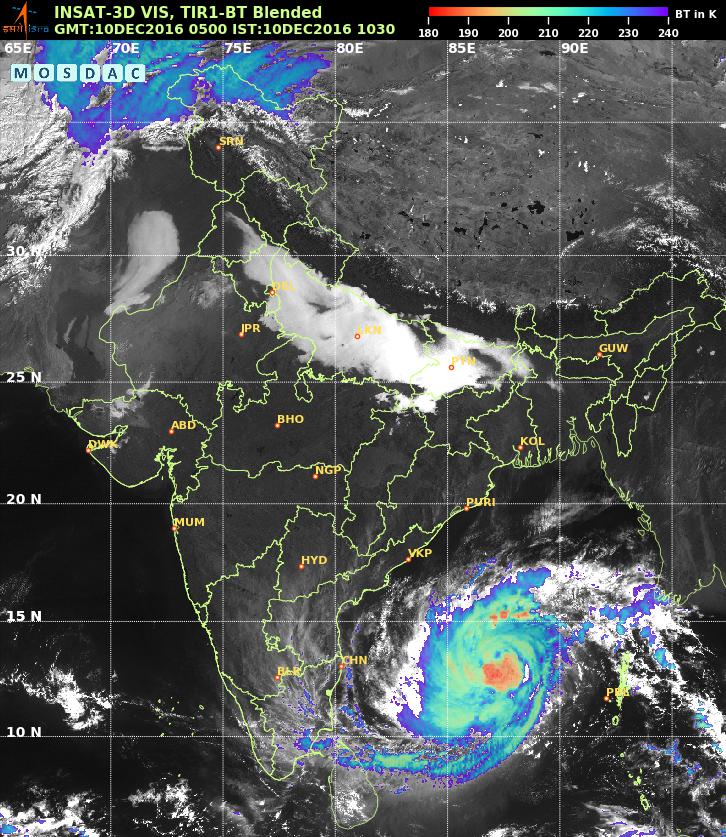 INSAT-3D VIS, TIR1-BT Blended
GMT:10DEC2016 0500 IST:10DEC2016 1030
BT in K
180 190 200 210 220 230 240
65E 70E 75E 80E 85E 90E
MOSDAC
SRN
30 N
DEL
JPR LKN
GUW
PTN
25 N
ABD BHO
DWK KOL
NGP
20 N PURI
MUM
VKP
HYD
15 N
CHN
BLR
PBL
10 N